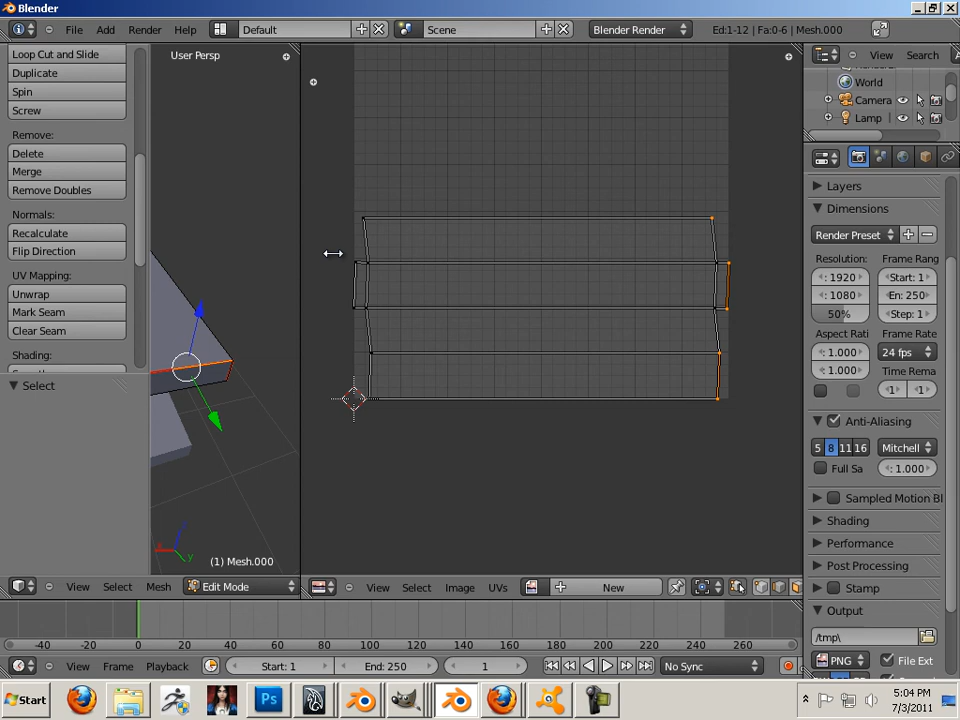 Blender
File Add Render Help Default Scene Blender Render Ed:1-12 | Fa:0-6 | Mesh.000
Loop Cut and Slide
Duplicate
Spin
Screw
Remove:
Delete
Merge
Remove Doubles
Normals:
Recalculate
Flip Direction
UV Mapping:
Unwrap
Mark Seam
Clear Seam
Shading:
Select
User Persp
(1) Mesh.000
View Select Mesh Edit Mode
View Select Image UVs New
View Search
World
Camera
Lamp
Layers
Dimensions
Render Preset
Resolution: Frame Rang
: 1920 Start: 1
: 1080 En: 250
50% Step: 1
Aspect Rati Frame Rate
: 1.000 24 fps
: 1.000 Time Rema
1 1
Anti-Aliasing
5 8 11 16 Mitchell
Full Sa : 1.000
Sampled Motion Bl
Shading
Performance
Post Processing
Stamp
Output
/tmp\
PNG File Ext
-40 -20 0 20 40 60 80 100 120 140 160 180 200 220 240 260
View Frame Playback Start: 1 End: 250 1 No Sync
Start Ps 5:04 PM
7/3/2011